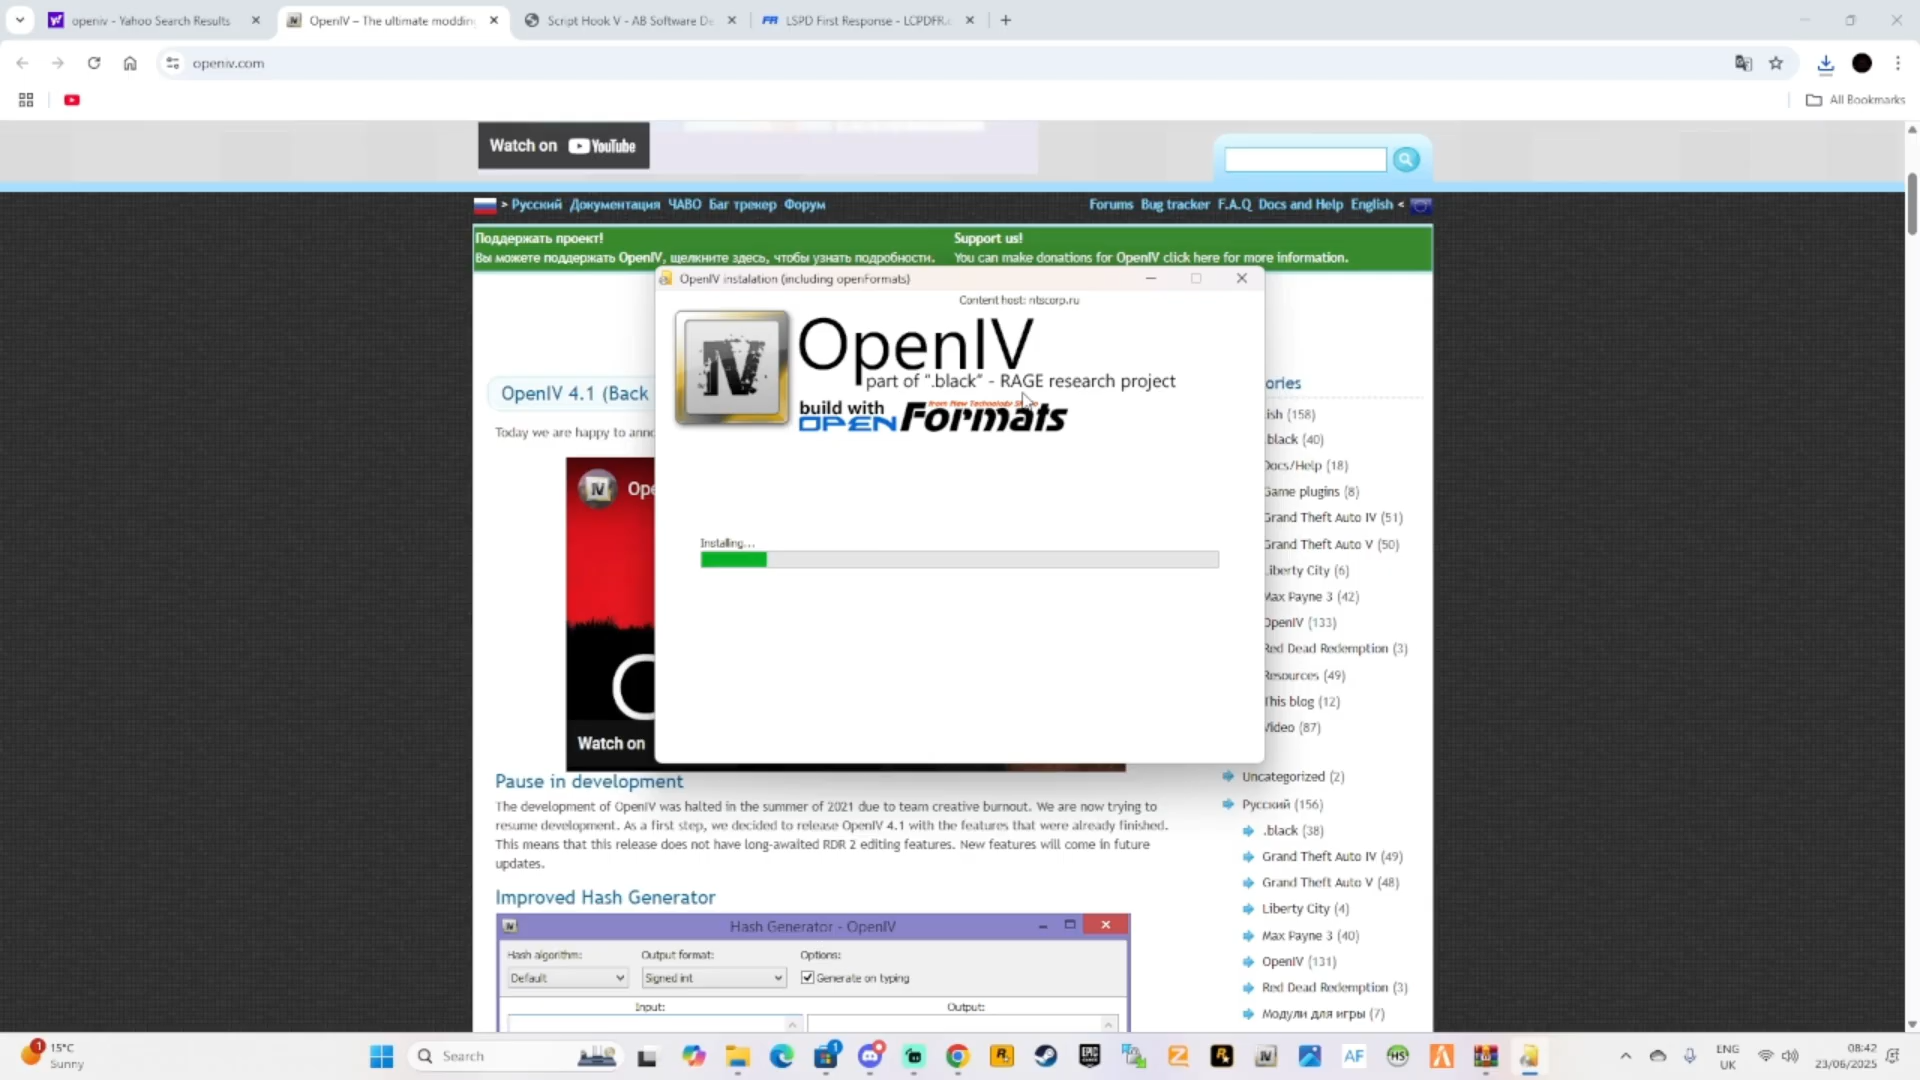 openiv - Yahoo Search Results
OpenIV – The ultimate modding
Script Hook V - AB Software De
LSPD First Response - LCPDFR.
openiv.com
All Bookmarks
Watch on YouTube
> Русский Документация ЧАВО Баг трекер Форум
Forums Bug tracker F.A.Q Docs and Help English <
Поддержать проект!
Вы можете поддержать OpenIV, щелкните здесь, чтобы узнать подробности.
Support us!
You can make donations for OpenIV click here for more information.
OpenIV instalation (including openFormats)
Content host: ntscorp.ru
IV
OpenIV
part of ".black" - RAGE research project
build with
OPEN Formats
Installing...
OpenIV 4.1 (Back
Today we are happy to anno
Ope
Watch on
ories
ish (158)
black (40)
Docs/Help (18)
Game plugins (8)
Grand Theft Auto IV (51)
Grand Theft Auto V (50)
Liberty City (6)
Max Payne 3 (42)
OpenIV (133)
Red Dead Redemption (3)
Resources (49)
This blog (12)
Video (87)
Uncategorized (2)
Русский (156)
.black (38)
Grand Theft Auto IV (49)
Grand Theft Auto V (48)
Liberty City (4)
Max Payne 3 (40)
OpenIV (131)
Red Dead Redemption (3)
Модули для игры (7)
Pause in development
The development of OpenIV was halted in the summer of 2021 due to team creative burnout. We are now trying to
resume development. As a first step, we decided to release OpenIV 4.1 with the features that were already finished.
This means that this release does not have long-awaited RDR 2 editing features. New features will come in future
updates.
Improved Hash Generator
Hash Generator - OpenIV
Hash algorithm: Output format: Options:
Default Signed int Generate on typing
Input: Output:
15°C
Sunny
Search
ENG
UK
08:42
23/06/2025